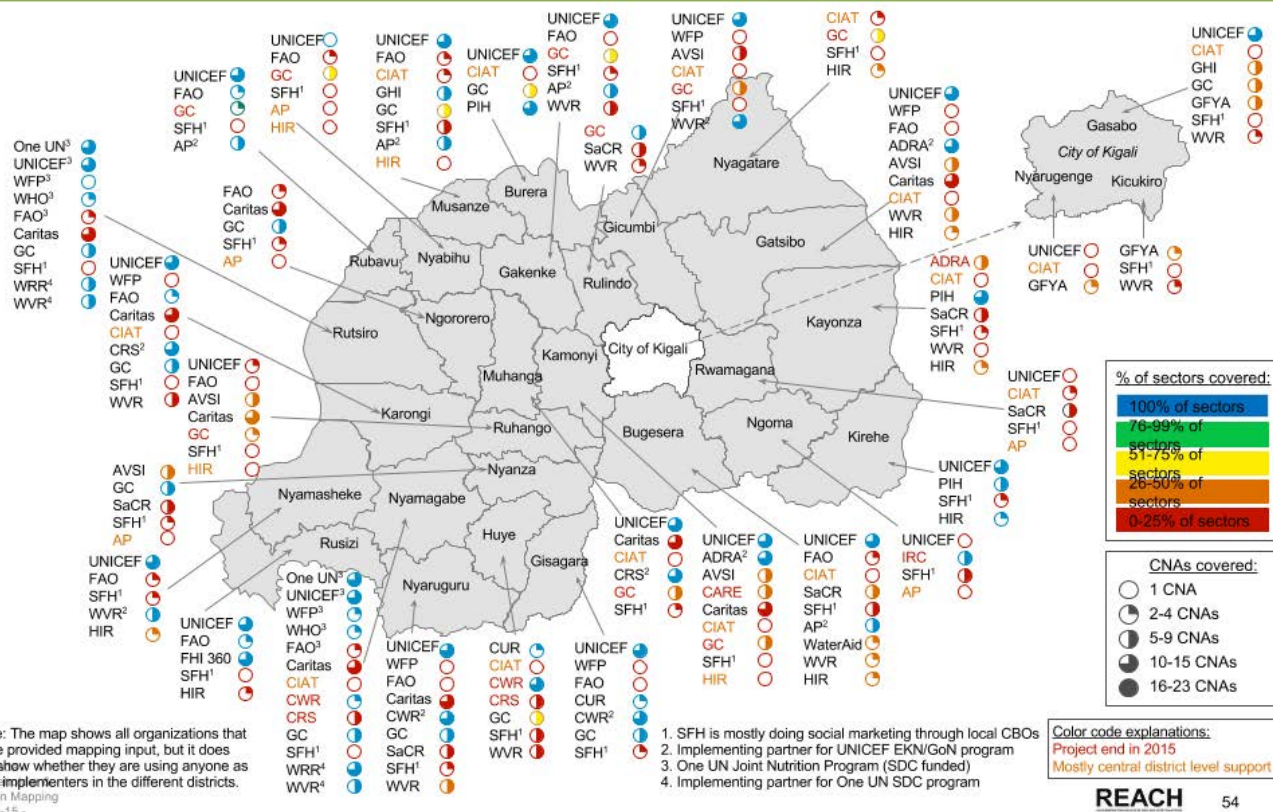 UNICEF
FAO
GC
SFH¹
AP²
UNICEF
FAO
GC
SFH¹
AP
HIR
UNICEF
FAO
CIAT
GHI
GC
SFH¹
AP²
HIR
UNICEF
CIAT
GC
PIH
UNICEF
FAO
GC
SFH¹
AP²
WVR
GC
SaCR
WVR
UNICEF
WFP
AVSI
CIAT
GC
SFH¹
WVR²
CIAT
GC
SFH¹
HIR
UNICEF
WFP
FAO
ADRA²
AVSI
Caritas
CIAT
WVR
HIR
UNICEF
CIAT
GHI
GC
GFYA
SFH¹
WVR
Gasabo
City of Kigali
Nyarugenge
Kicukiro
UNICEF
CIAT
GFYA
GFYA
SFH¹
WVR
One UN³
UNICEF³
WFP³
WHO³
FAO³
Caritas
GC
SFH¹
WRR⁴
WVR⁴
FAO
Caritas
GC
SFH¹
AP
UNICEF
WFP
FAO
Caritas
CIAT
CRS²
GC
SFH¹
WVR
UNICEF
FAO
AVSI
Caritas
GC
SFH¹
HIR
AVSI
GC
SaCR
SFH¹
AP
Burera
Musanze
Nyagatare
Gicumbi
Rubavu
Nyabihu
Gakenke
Gatsibo
Rulindo
Ngororero
Rutsiro
Kayonza
Kamonyi
City of Kigali
Muhanga
Rwamagana
Karongi
Ruhango
Bugesera
Ngoma
Kirehe
Nyanza
Nyamasheke
Nyamagabe
Huye
Rusizi
Gisagara
Nyaruguru
ADRA
CIAT
PIH
SaCR
SFH¹
WVR
HIR
UNICEF
CIAT
SaCR
SFH¹
AP
UNICEF
PIH
SFH¹
HIR
UNICEF
FAO
SFH¹
WVR²
HIR
UNICEF
FAO
FHI 360
SFH¹
HIR
One UN³
UNICEF³
WFP³
WHO³
FAO³
Caritas
CIAT
CWR
CRS
GC
SFH¹
WRR⁴
WVR⁴
UNICEF
WFP
FAO
Caritas
CWR²
GC
SaCR
SFH¹
WVR
CUR
CIAT
CWR
CRS
GC
SFH¹
WVR
UNICEF
WFP
FAO
CUR
CWR²
GC
SFH¹
UNICEF
Caritas
CIAT
CRS²
GC
SFH¹
UNICEF
ADRA²
AVSI
CARE
Caritas
CIAT
GC
SFH¹
HIR
UNICEF
FAO
CIAT
SaCR
SFH¹
AP²
WaterAid
WVR
HIR
UNICEF
IRC
SFH¹
AP
% of sectors covered:
100% of sectors
76-99% of
sectors
51-75% of
sectors
26-50% of
sectors
0-25% of sectors
CNAs covered:
1 CNA
2-4 CNAs
5-9 CNAs
10-15 CNAs
16-23 CNAs
e: The map shows all organizations that
e provided mapping input, but it does
show whether they are using anyone as
implementers in the different districts.
n Mapping
-15 -
1. SFH is mostly doing social marketing through local CBOs
2. Implementing partner for UNICEF EKN/GoN program
3. One UN Joint Nutrition Program (SDC funded)
4. Implementing partner for One UN SDC program
Color code explanations:
Project end in 2015
Mostly central district level support
REACH
54